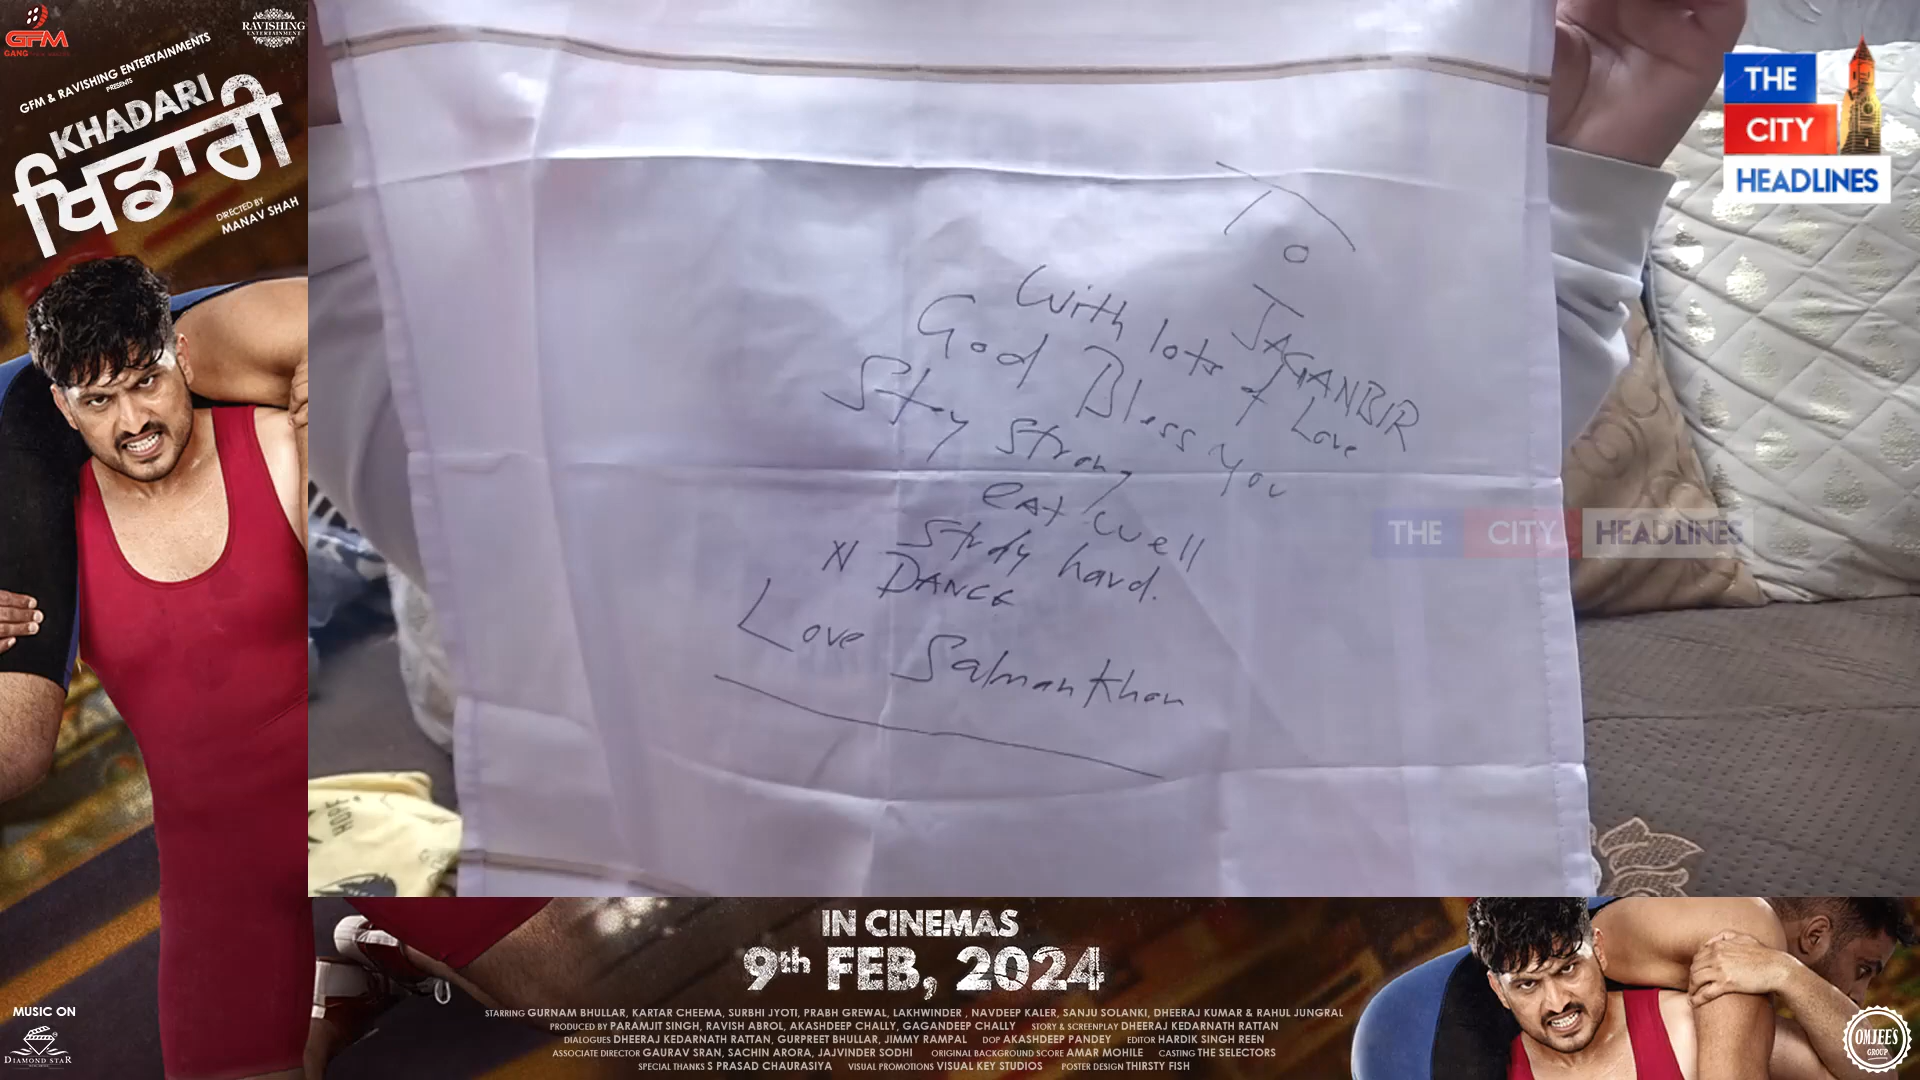 GFM
GANG
RAVISHING
ENTERTAINMENT
GFM & RAVISHING ENTERTAINMENTS
PRESENTS
KHADARI
ਖਿਡਾਰੀ
DIRECTED BY
MANAV SHAH
THE
CITY
HEADLINES
To
JAGANBIR
With lots of Love
God Bless you
Stay strong
eat well
Study hard.
N DANCE
Love Salman Khan
THE CITY HEADLINES
HOPE
IN CINEMAS
9th FEB, 2024
STARRING GURNAM BHULLAR, KARTAR CHEEMA, SURBHI JYOTI, PRABH GREWAL, LAKHWINDER , NAVDEEP KALER, SANJU SOLANKI, DHEERAJ KUMAR & RAHUL JUNGRAL
PRODUCED BY PARAMJIT SINGH, RAVISH ABROL, AKASHDEEP CHALLY, GAGANDEEP CHALLY STORY & SCREENPLAY DHEERAJ KEDARNATH RATTAN
DIALOGUES DHEERAJ KEDARNATH RATTAN, GURPREET BHULLAR, JIMMY RAMPAL DOP AKASHDEEP PANDEY EDITOR HARDIK SINGH REEN
ASSOCIATE DIRECTOR GAURAV SRAN, SACHIN ARORA, JAJVINDER SODHI ORIGINAL BACKGROUND SCORE AMAR MOHILE CASTING THE SELECTORS
SPECIAL THANKS S PRASAD CHAURASIYA VISUAL PROMOTIONS VISUAL KEY STUDIOS POSTER DESIGN THIRSTY FISH
MUSIC ON
DIAMOND STAR
OMJEE'S
GROUP